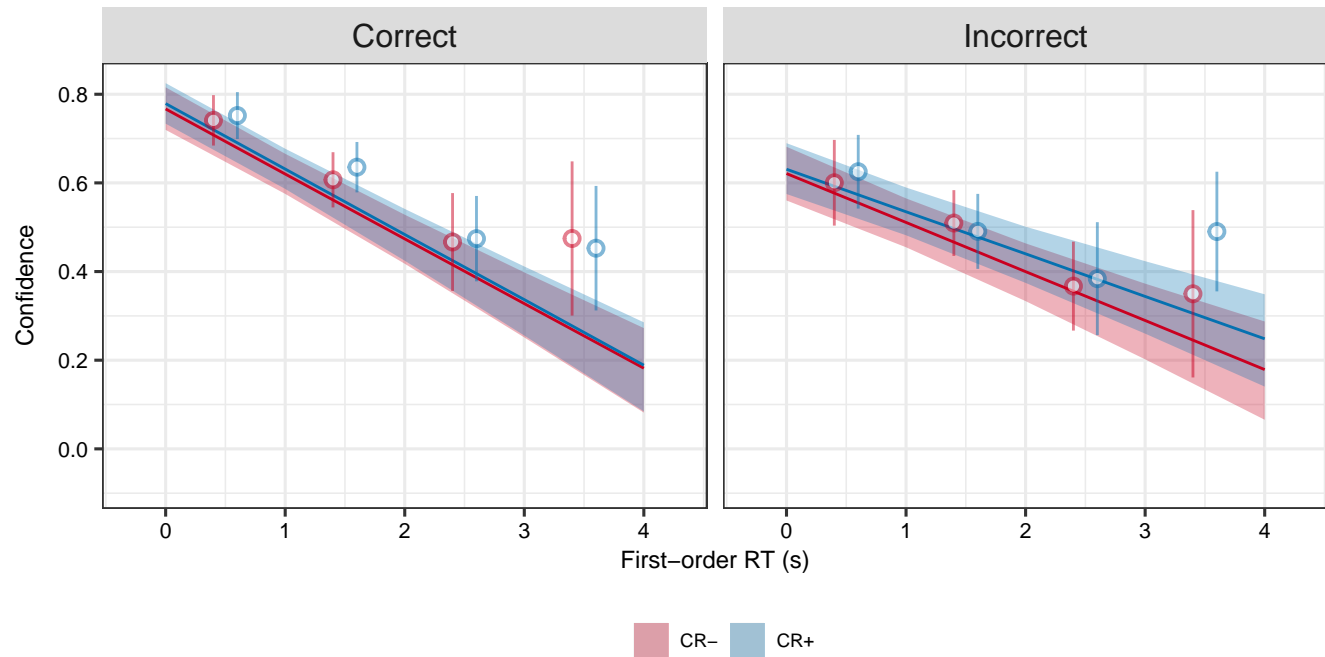 Correct Incorrect
0.8
0.6
0.4
0.2
0.0
Confidence
0 1 2 3 4 0 1 2 3 4
First−order RT (s)
CR− CR+